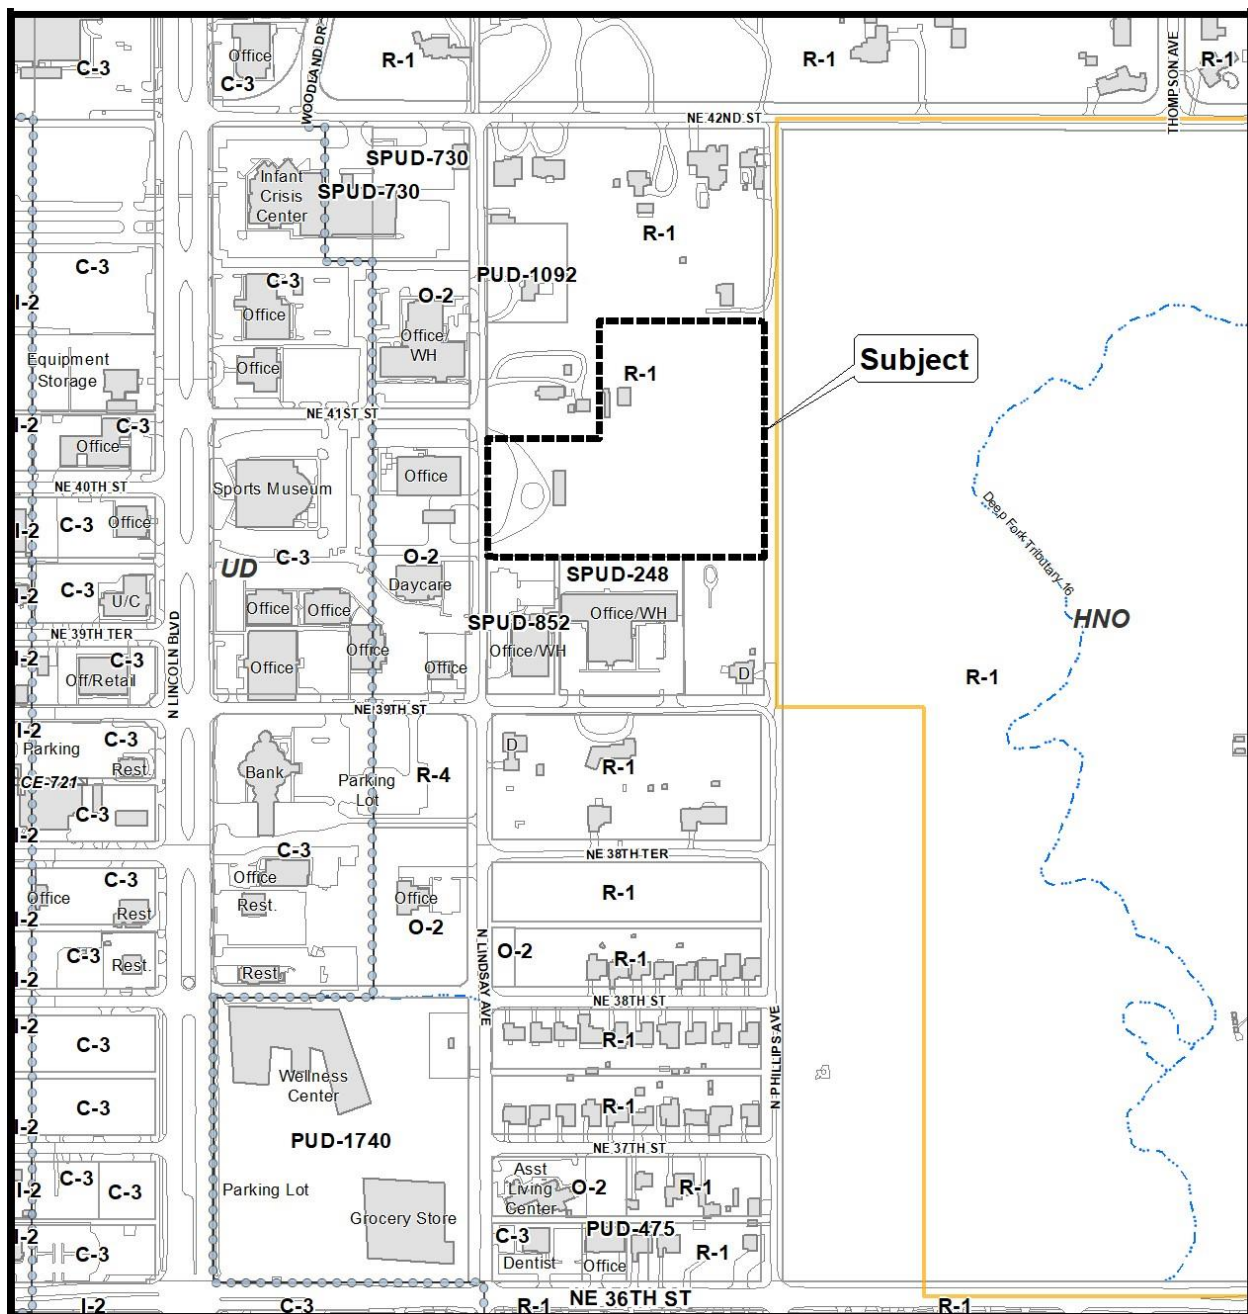 Office
C-3
C-3
WOODLAND DR
R-1
R-1
THOMPSON AVE
R-1
NE 42ND ST
SPUD-730
Infant
Crisis
Center
SPUD-730
R-1
C-3
PUD-1092
C-3
O-2
I-2
Office
Office/
WH
Subject
Equipment
Storage
Office
R-1
NE 41ST ST
I-2
C-3
Office
Office
NE 40TH ST
Sports Museum
Deep Fork Tributary 16
I-2
C-3
Office
UD
C-3
O-2
SPUD-248
Daycare
I-2
C-3
U/C
Office
Office
Office/WH
SPUD-852
HNO
NE 39TH TER
N LINCOLN BLVD
Office
Office/WH
I-2
C-3
Off/Retail
Office
Office
D
R-1
NE 39TH ST
I-2
C-3
Parking
Rest.
Bank
Parking
Lot
R-4
D
R-1
CE-721
C-3
I-2
NE 38TH TER
C-3
C-3
Office
R-1
Office
Rest
Rest.
Office
I-2
O-2
N LINDSAY AVE
C-3
Rest.
O-2
R-1
I-2
Rest
NE 38TH ST
I-2
C-3
R-1
N PHILLIPS AVE
Wellness
Center
C-3
R-1
I-2
PUD-1740
NE 37TH ST
I-2
C-3
C-3
Parking Lot
Asst
Living
Center
O-2
R-1
Grocery Store
PUD-475
I-2
C-3
C-3
Dentist
Office
R-1
NE 36TH ST
I-2
C-3
R-1
R-1